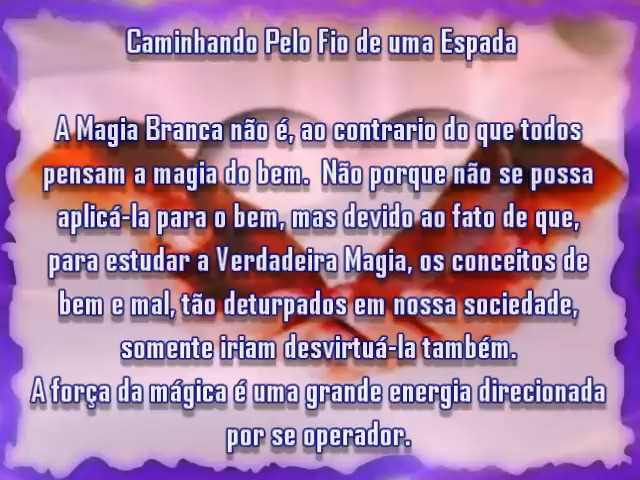 Caminhando Pelo Fio de uma Espada
A Magia Branca não é, ao contrario do que todos
pensam a magia do bem. Não porque não se possa
aplicá-la para o bem, mas devido ao fato de que,
para estudar a Verdadeira Magia, os conceitos de
bem e mal, tão deturpados em nossa sociedade,
somente iriam desvirtuá-la também.
A força da mágica é uma grande energia direcionada
por se operador.